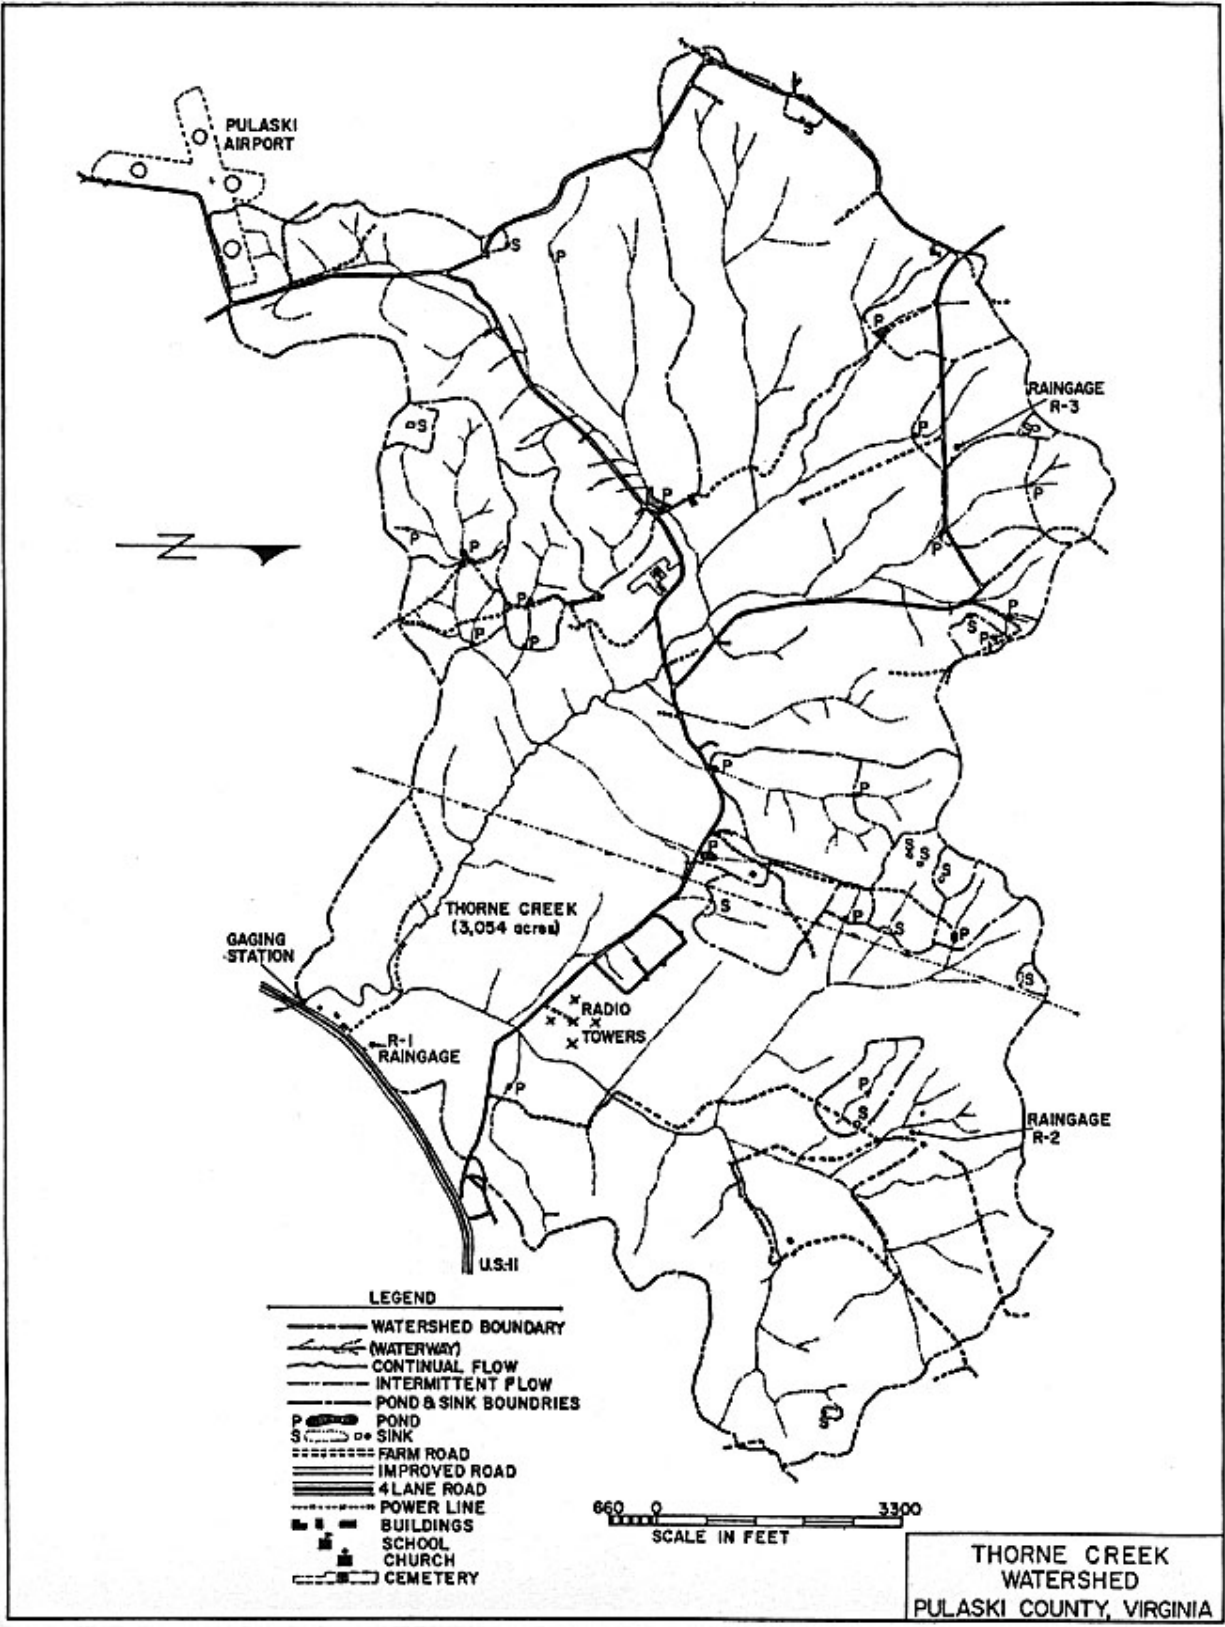 PULASKI
AIRPORT
S
S
P
P
RAINGAGE
R-3
P
S
S
P
P
N
P
P
P
P
P
P
P
S
P
P
P
P
S
S
S
S
P
S
P
P
S
THORNE CREEK
(3,054 acres)
GAGING
STATION
RADIO
TOWERS
R-1
RAINGAGE
P
P
S
RAINGAGE
R-2
S
U.S.-11
LEGEND
WATERSHED BOUNDARY
(WATERWAY)
CONTINUAL FLOW
INTERMITTENT FLOW
POND & SINK BOUNDRIES
P POND
S SINK
FARM ROAD
IMPROVED ROAD
4 LANE ROAD
POWER LINE
BUILDINGS
SCHOOL
CHURCH
CEMETERY
660 0 3300
SCALE IN FEET
THORNE CREEK
WATERSHED
PULASKI COUNTY, VIRGINIA